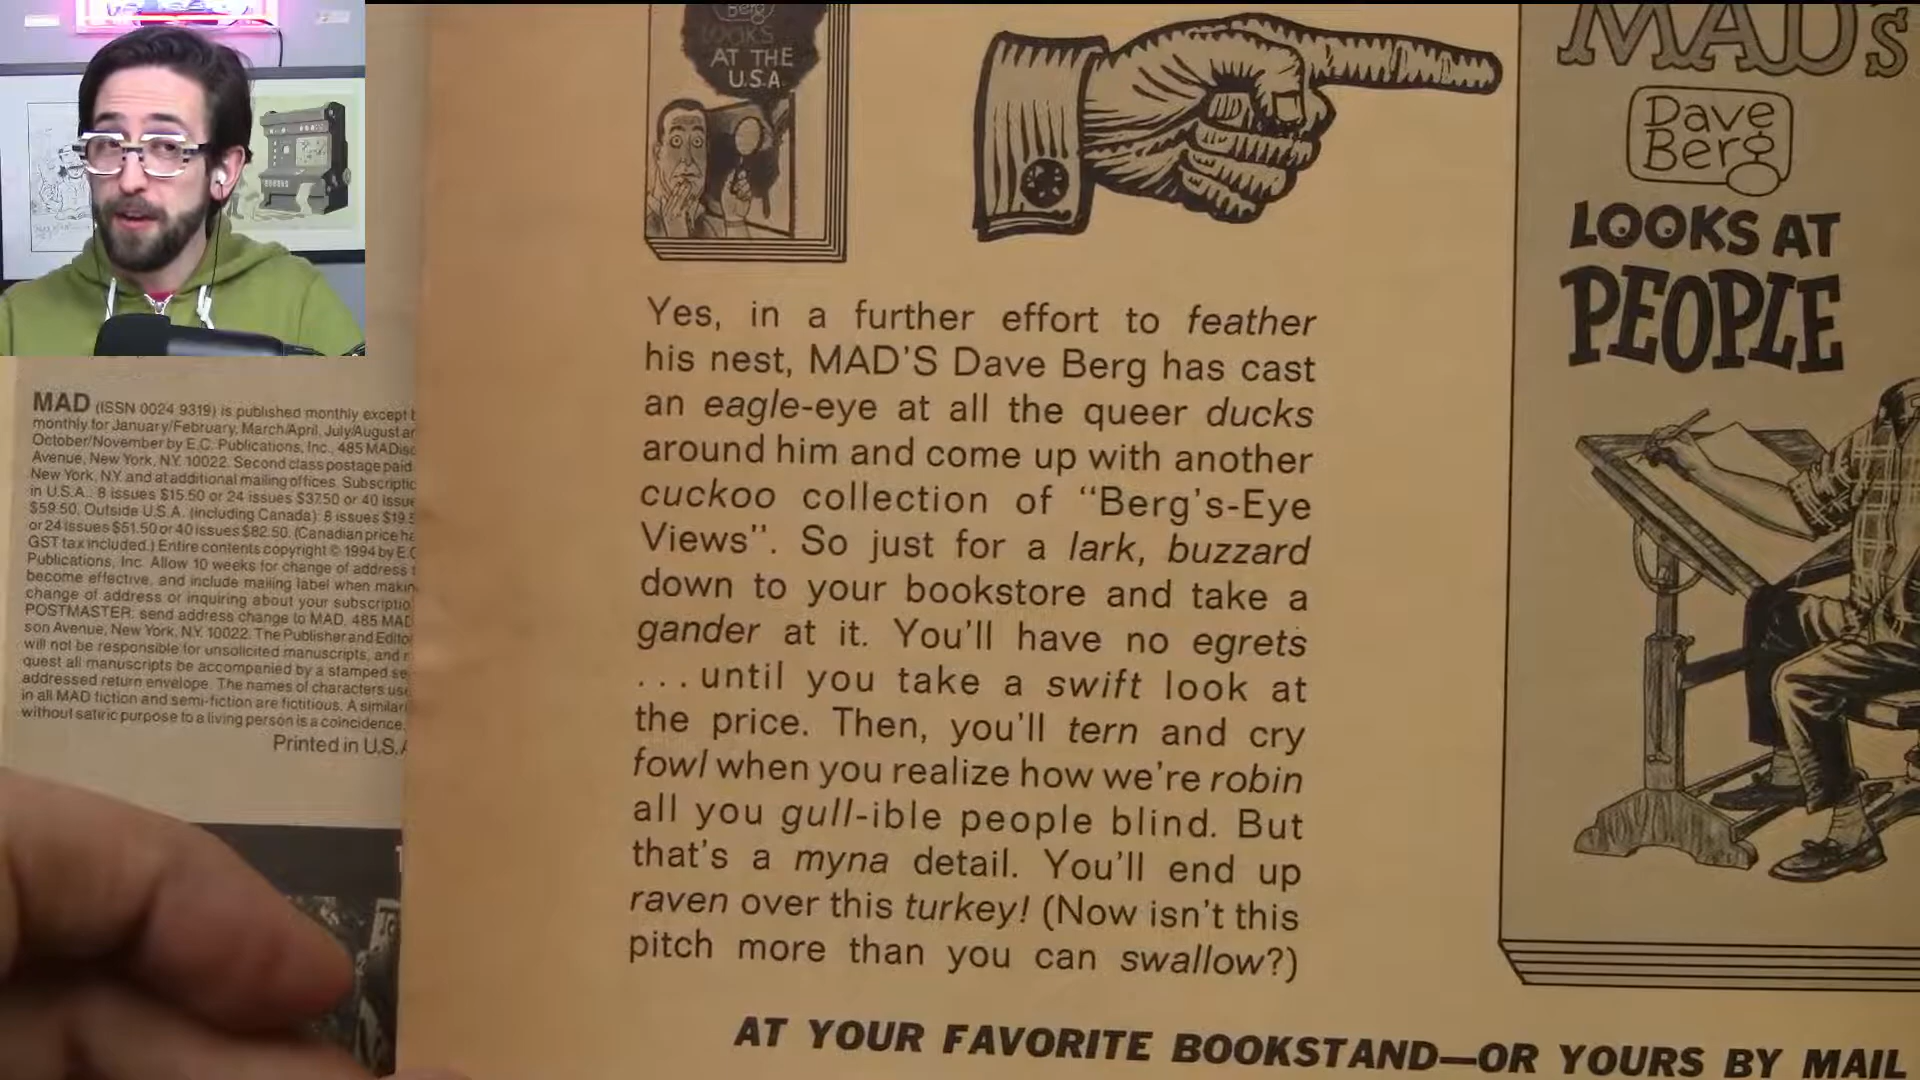 Berg
LOOKS
AT THE
U.S.A.
MAD's
Dave
Berg
LOOKS AT
PEOPLE
Yes, in a further effort to feather
his nest, MAD'S Dave Berg has cast
an eagle-eye at all the queer ducks
around him and come up with another
cuckoo collection of "Berg's-Eye
Views". So just for a lark, buzzard
down to your bookstore and take a
gander at it. You'll have no egrets
...until you take a swift look at
the price. Then, you'll tern and cry
fowl when you realize how we're robin
all you gull-ible people blind. But
that's a myna detail. You'll end up
raven over this turkey! (Now isn't this
pitch more than you can swallow?)
AT YOUR FAVORITE BOOKSTAND—OR YOURS BY MAIL
MAD (ISSN 0024 9319) is published monthly except
monthly for January/February, March/April, July/August
October/November by E.C. Publications, Inc., 485
Avenue, New York, N.Y. 10022. Second class postage paid
New York, N.Y. and at additional mailing offices.
in U.S.A.: 8 issues $15.50 or 24 issues $37.50 or 40
$59.50. Outside U.S.A. (including Canada): 8 issues
or 24 issues $51.50 or 40 issues $82.50. (Canadian price
GST tax included.) Entire contents copyright © 1994 by
Publications, Inc. Allow 10 weeks for change of address
become effective, and include mailing label when
change of address or inquiring about your
POSTMASTER: send address change to MAD, 485
son Avenue, New York, N.Y. 10022. The Publisher and
will not be responsible for unsolicited manuscripts, and
quest all manuscripts be accompanied by a stamped
addressed return envelope. The names of characters
in all MAD fiction and semi-fiction are fictitious. A
without satiric purpose to a living person is a coincidence.
Printed in